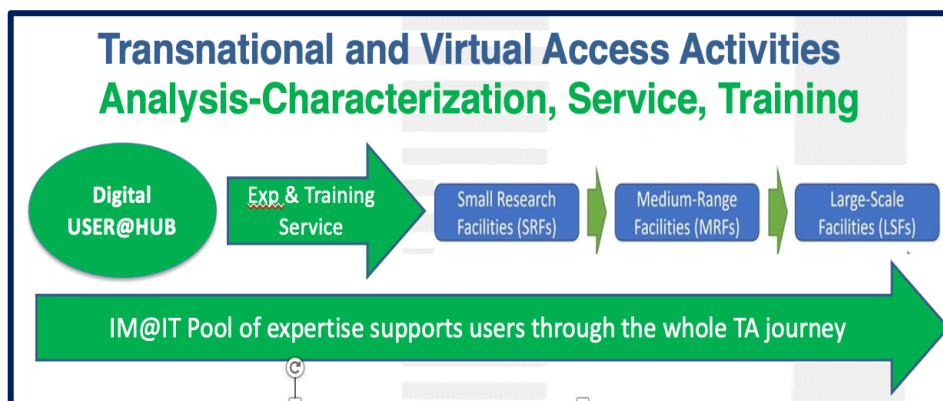 Transnational and Virtual Access Activities
Analysis-Characterization, Service, Training
Digital
USER@HUB
Exp & Training
Service
Small Research
Facilities (SRFs)
Medium-Range
Facilities (MRFs)
Large-Scale
Facilities (LSFs)
IM@IT Pool of expertise supports users through the whole TA journey